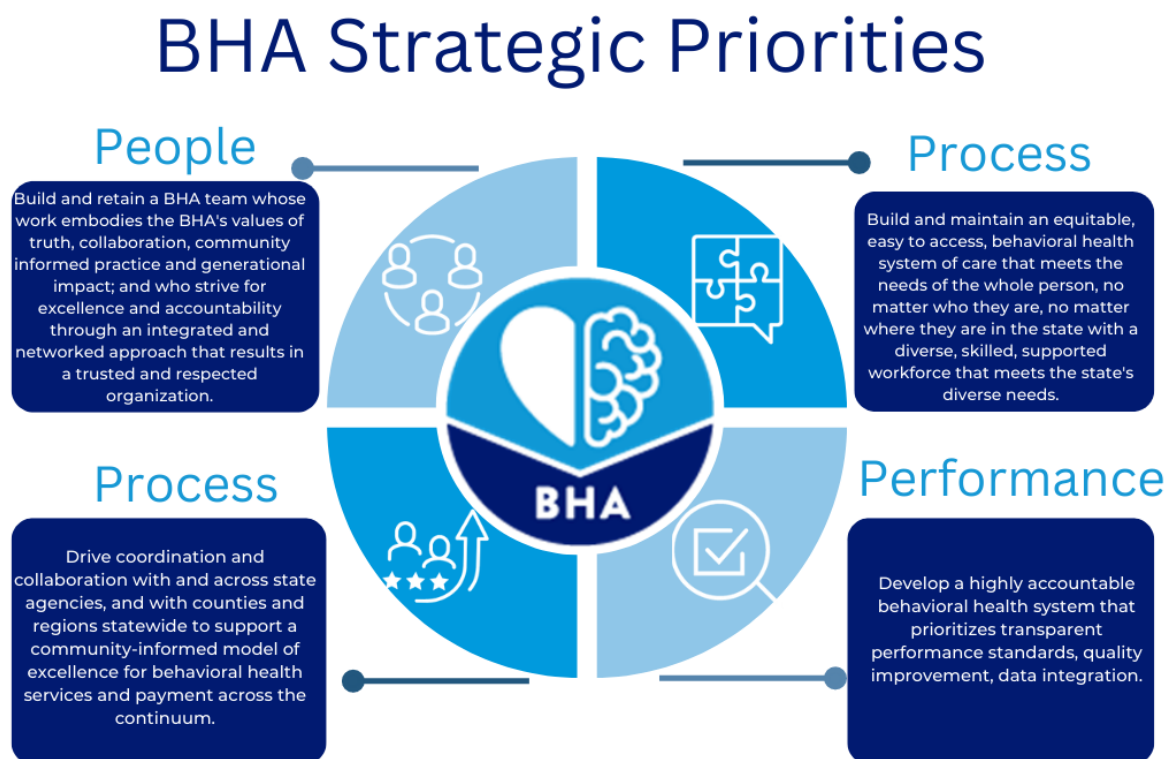 BHA Strategic Priorities
People
Build and retain a BHA team whose
work embodies the BHA's values of
truth, collaboration, community
informed practice and generational
impact; and who strive for
excellence and accountability
through an integrated and
networked approach that results in
a trusted and respected
organization.
Process
Build and maintain an equitable,
easy to access, behavioral health
system of care that meets the
needs of the whole person, no
matter who they are, no matter
where they are in the state with a
diverse, skilled, supported
workforce that meets the state's
diverse needs.
BHA
Process
Drive coordination and
collaboration with and across state
agencies, and with counties and
regions statewide to support a
community-informed model of
excellence for behavioral health
services and payment across the
continuum.
Performance
Develop a highly accountable
behavioral health system that
prioritizes transparent
performance standards, quality
improvement, data integration.